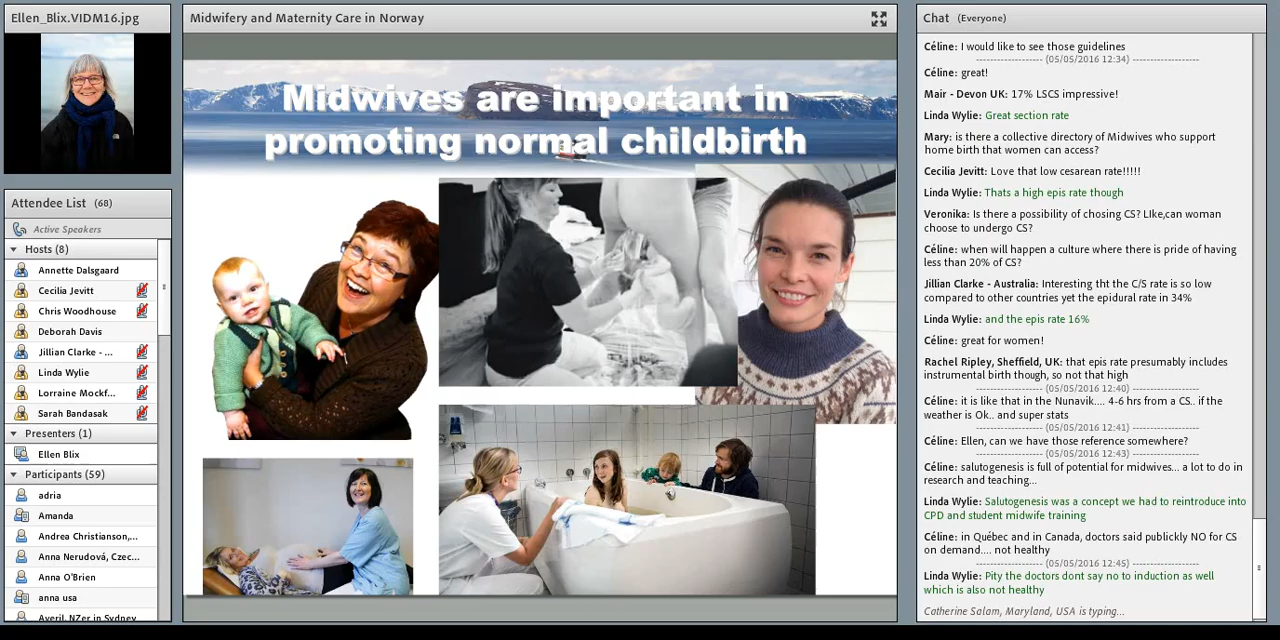 Ellen_Blix.VIDM16.jpg
Attendee List (68)
Active Speakers
Hosts (8)
Annette Dalsgaard
Cecilia Jevitt
Chris Woodhouse
Deborah Davis
Jillian Clarke - ...
Linda Wylie
Lorraine Mockf...
Sarah Bandasak
Presenters (1)
Ellen Blix
Participants (59)
adria
Amanda
Andrea Christianson,...
Anna Nerudová, Czec...
Anna O'Brien
anna usa
Averil, NZer in Sydney
Midwifery and Maternity Care in Norway
Midwives are important in
promoting normal childbirth
Chat (Everyone)
Céline: I would like to see those guidelines
-------------------- (05/05/2016 12:34) --------------------
Céline: great!
Mair - Devon UK: 17% LSCS impressive!
Linda Wylie: Great section rate
Mary: is there a collective directory of Midwives who support
home birth that women can access?
Cecilia Jevitt: Love that low cesarean rate!!!!!
Linda Wylie: Thats a high epis rate though
Veronika: Is there a possibility of chosing CS? LIke,can woman
choose to undergo CS?
Céline: when will happen a culture where there is pride of having
less than 20% of CS?
Jillian Clarke - Australia: Interesting tht the C/S rate is so low
compared to other countries yet the epidural rate in 34%
Linda Wylie: and the epis rate 16%
Céline: great for women!
Rachel Ripley, Sheffield, UK: that epis rate presumably includes
instrumental birth though, so not that high
-------------------- (05/05/2016 12:40) --------------------
Céline: it is like that in the Nunavik.... 4-6 hrs from a CS.. if the
weather is Ok.. and super stats
-------------------- (05/05/2016 12:41) --------------------
Céline: Ellen, can we have those reference somewhere?
-------------------- (05/05/2016 12:43) --------------------
Céline: salutogenesis is full of potential for midwives... a lot to do in
research and teaching...
Linda Wylie: Salutogenesis was a concept we had to reintroduce into
CPD and student midwife training
Céline: in Québec and in Canada, doctors said publicly NO for CS
on demand.... not healthy
-------------------- (05/05/2016 12:45) --------------------
Linda Wylie: Pity the doctors dont say no to induction as well
which is also not healthy
Catherine Salam, Maryland, USA is typing...